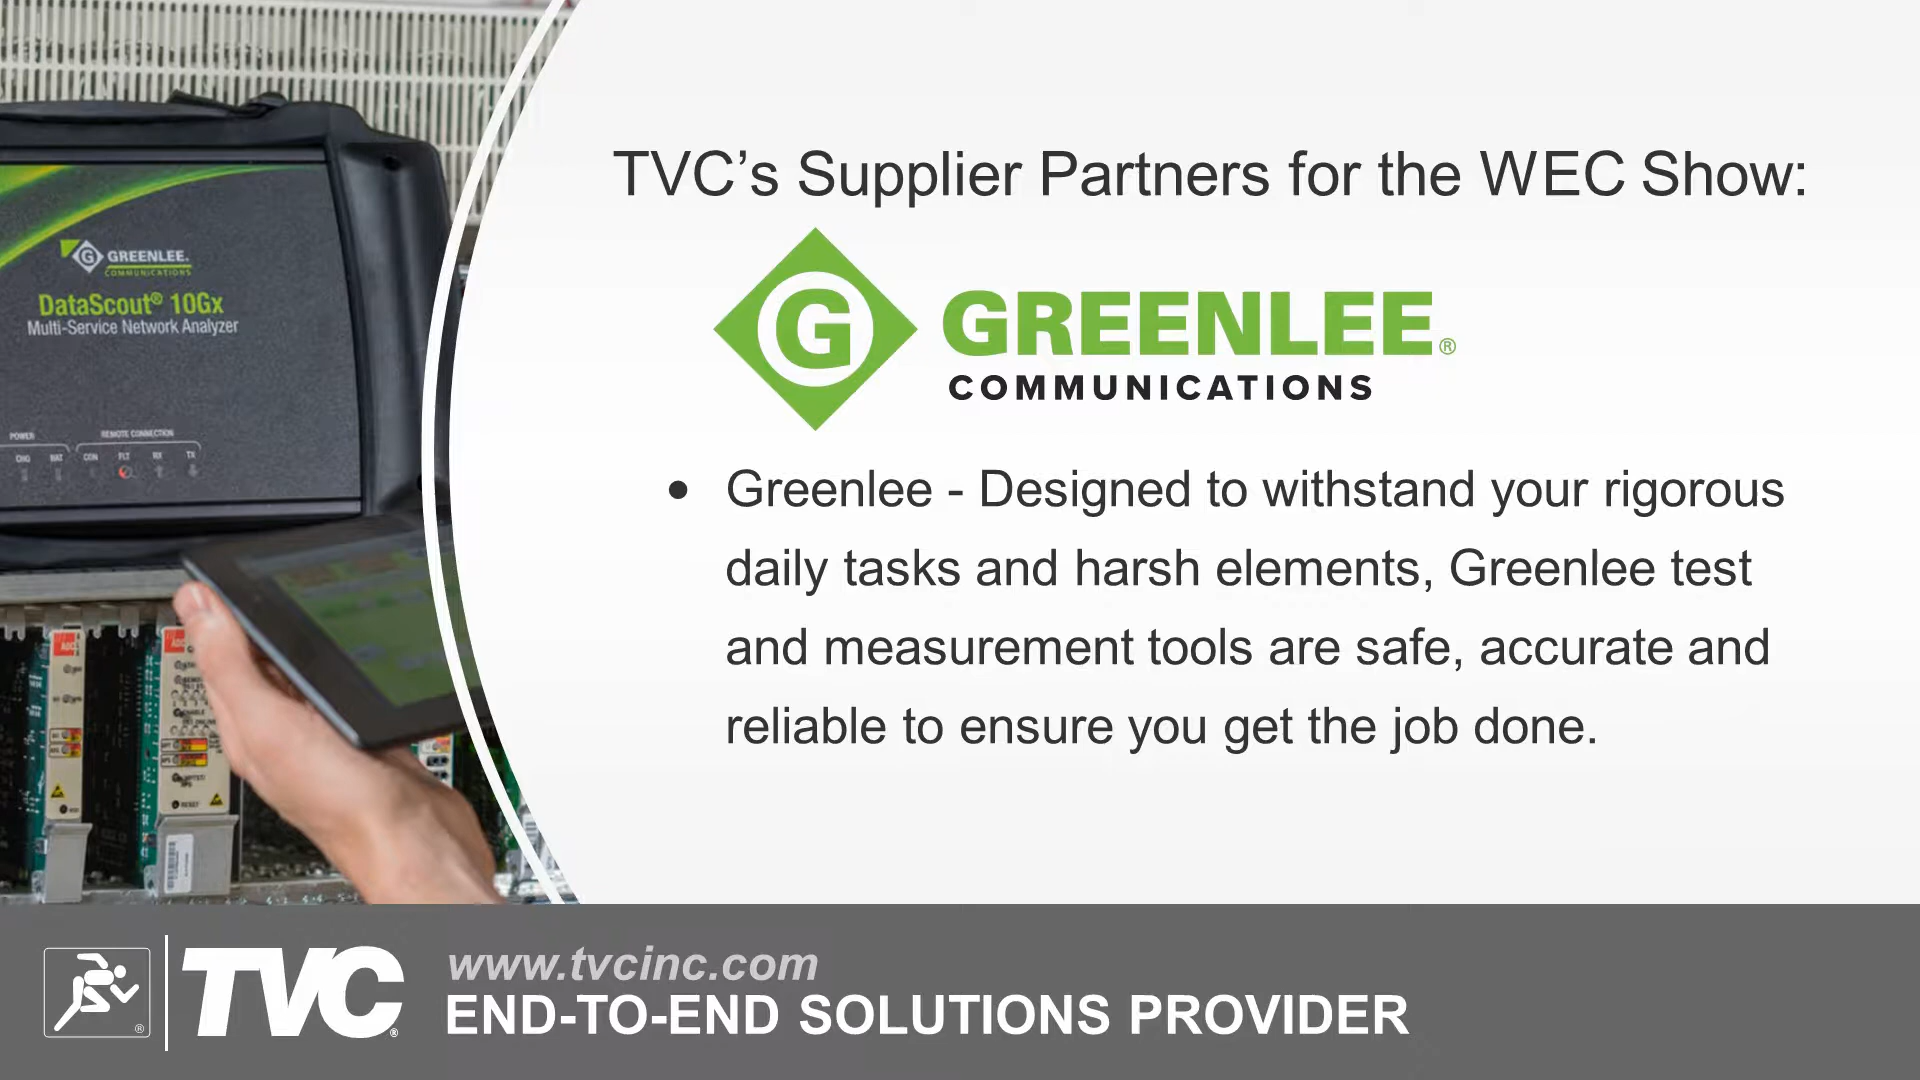 TVC’s Supplier Partners for the WEC Show:
G GREENLEE®
COMMUNICATIONS
• Greenlee - Designed to withstand your rigorous
daily tasks and harsh elements, Greenlee test
and measurement tools are safe, accurate and
reliable to ensure you get the job done.
G GREENLEE.
COMMUNICATIONS
DataScout® 10Gx
Multi-Service Network Analyzer
POWER REMOTE CONNECTION
CHG BAT CON FLT RX TX
RESET
® TVC®
www.tvcinc.com
END-TO-END SOLUTIONS PROVIDER